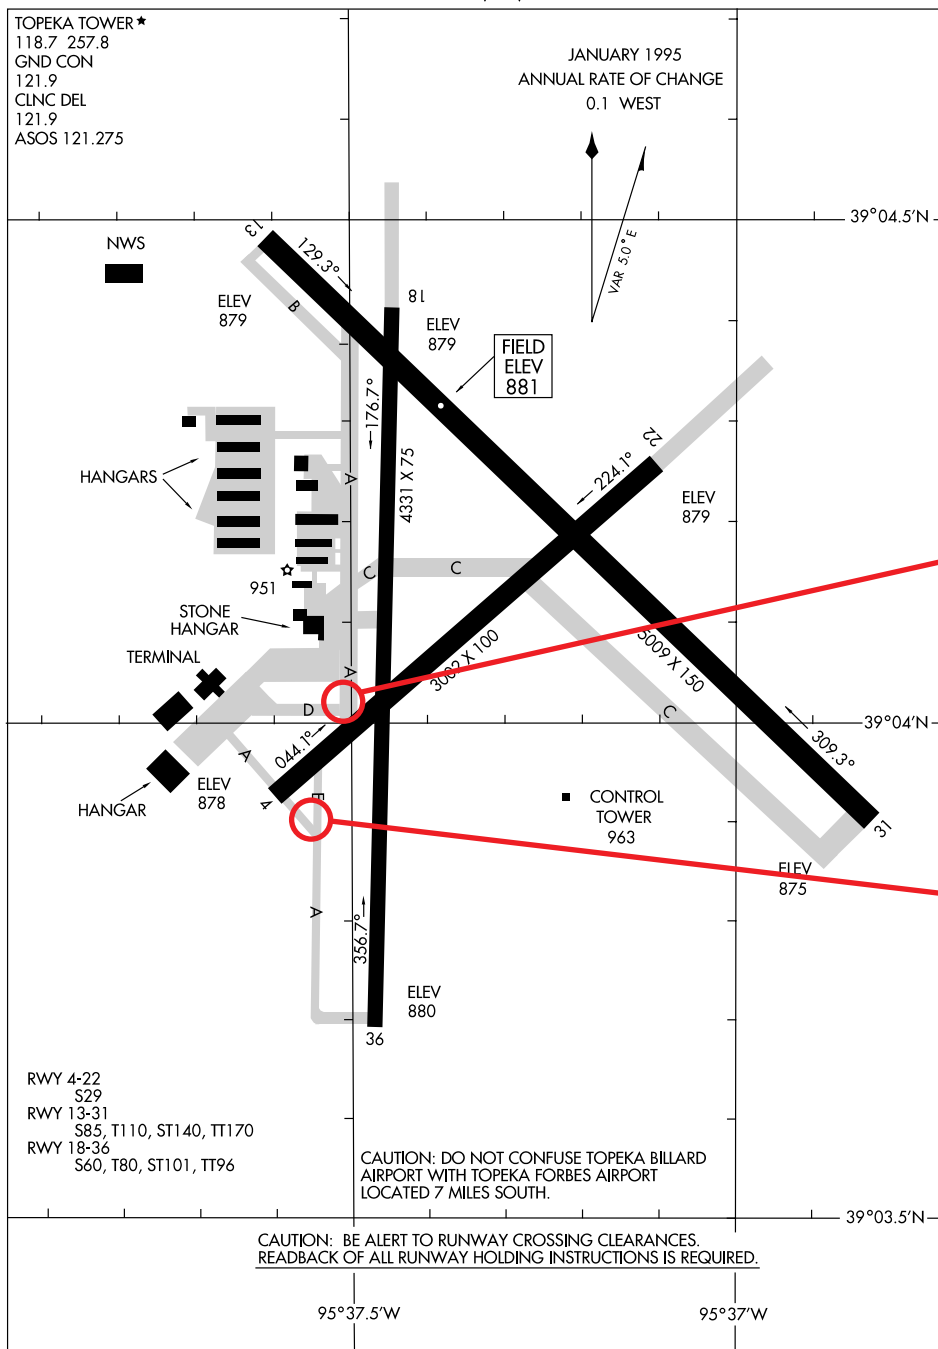 TOPEKA TOWER★
118.7 257.8
GND CON
121.9
CLNC DEL
121.9
ASOS 121.275
JANUARY 1995
ANNUAL RATE OF CHANGE
0.1 WEST
VAR 5.0° E
39°04.5'N
NWS
13
129.3°
B
ELEV
879
18
ELEV
879
FIELD
ELEV
881
176.7°
4331 X 75
22
224.1°
ELEV
879
HANGARS
A
951
C
C
STONE
HANGAR
TERMINAL
A
3002 X 100
5009 X 150
C
D
39°04'N
044.1°
309.3°
A
HANGAR
ELEV
878
4
E
CONTROL
TOWER
963
31
ELEV
875
A
356.7°
ELEV
880
36
RWY 4-22
S29
RWY 13-31
S85, T110, ST140, TT170
RWY 18-36
S60, T80, ST101, TT96
CAUTION: DO NOT CONFUSE TOPEKA BILLARD
AIRPORT WITH TOPEKA FORBES AIRPORT
LOCATED 7 MILES SOUTH.
39°03.5'N
CAUTION: BE ALERT TO RUNWAY CROSSING CLEARANCES.
READBACK OF ALL RUNWAY HOLDING INSTRUCTIONS IS REQUIRED.
95°37.5'W
95°37'W